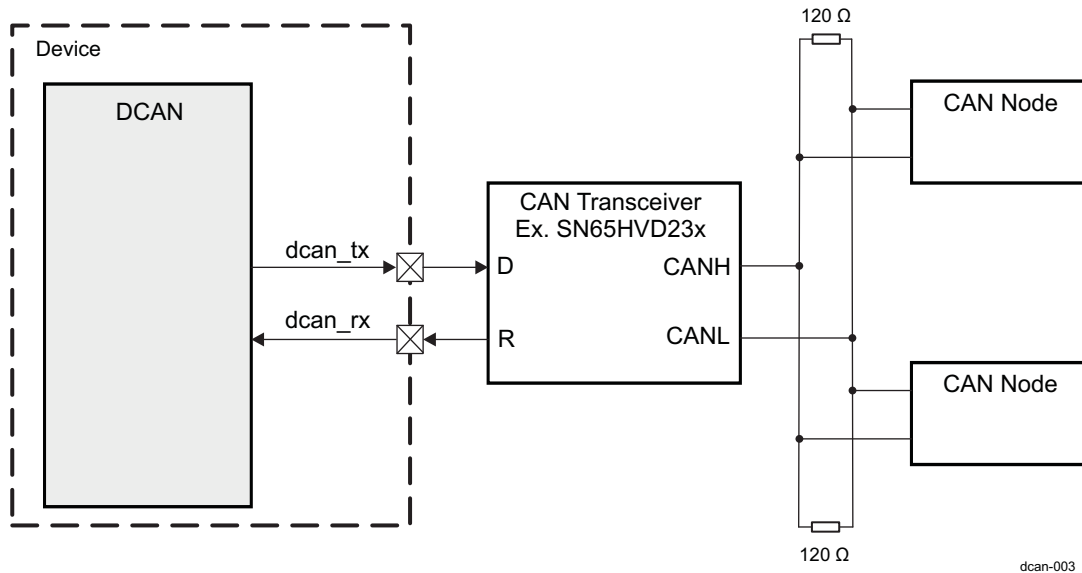 120 Ω
Device
DCAN
CAN Node
CAN Transceiver
Ex. SN65HVD23x
dcan_tx
D
CANH
dcan_rx
R
CANL
CAN Node
120 Ω
dcan-003